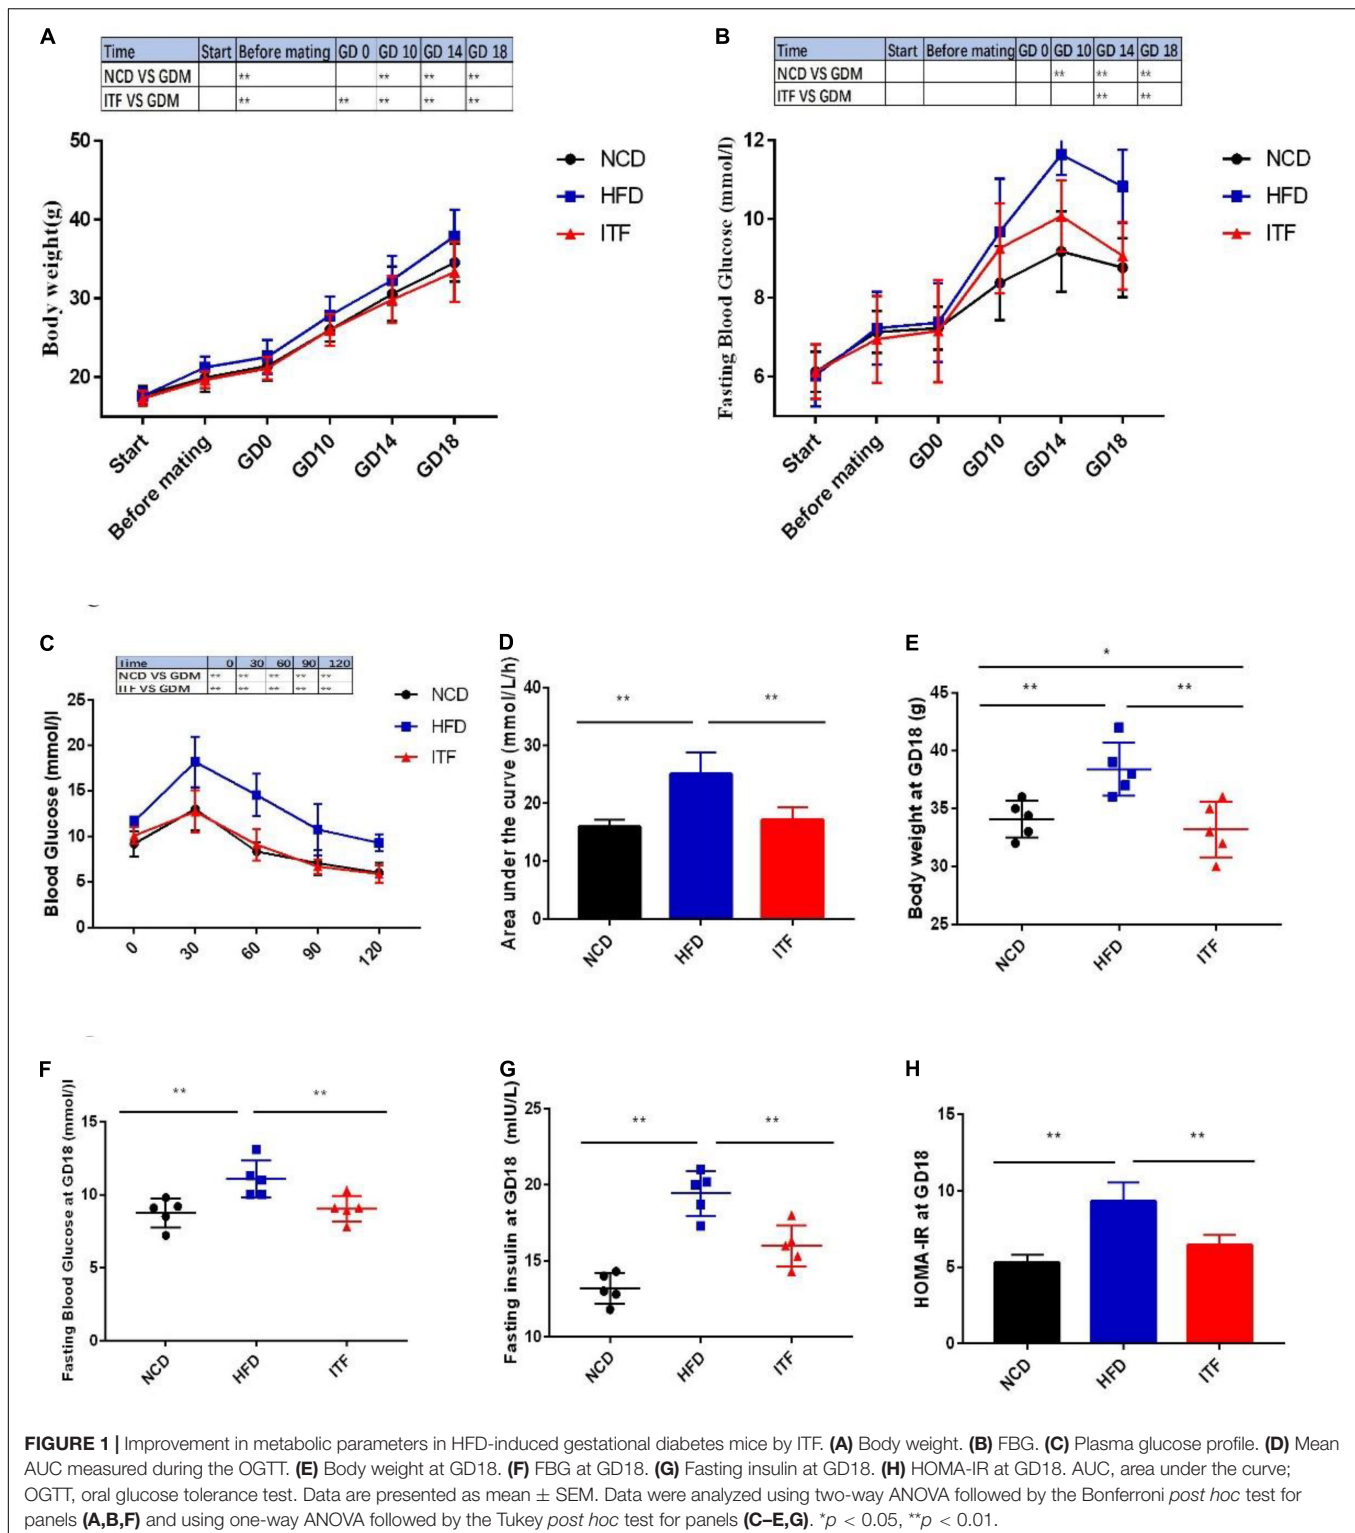 A
Time Start Before mating GD 0 GD 10 GD 14 GD 18
NCD VS GDM ** ** ** **
ITF VS GDM ** ** ** ** **
50
40
30
20
Body weight(g)
Start
Before mating
GD0
GD10
GD14
GD18
NCD
HFD
ITF
B
Time Start Before mating GD 0 GD 10 GD 14 GD 18
NCD VS GDM ** ** **
ITF VS GDM ** **
12
10
8
6
Fasting Blood Glucose (mmol/l)
Start
Before mating
GD0
GD10
GD14
GD18
NCD
HFD
ITF
C
Time 0 30 60 90 120
NCD VS GDM ** ** ** ** **
ITF VS GDM ** ** ** ** **
25
20
15
10
5
0
Blood Glucose (mmol/)l
0
30
60
90
120
NCD
HFD
ITF
D
** **
40
30
20
10
0
Area under the curve (mmol/L/h)
NCD
HFD
ITF
E
*
** **
45
40
35
30
25
Body weight at GD18 (g)
NCD
HFD
ITF
F
** **
15
10
5
0
Fasting Blood Glucose at GD18 (mmol/)l
NCD
HFD
ITF
G
** **
25
20
15
10
Fasting insulin at GD18 (mIU/L)
NCD
HFD
ITF
H
** **
15
10
5
0
HOMA-IR at GD18
NCD
HFD
ITF
FIGURE 1 | Improvement in metabolic parameters in HFD-induced gestational diabetes mice by ITF. (A) Body weight. (B) FBG. (C) Plasma glucose profile. (D) Mean
AUC measured during the OGTT. (E) Body weight at GD18. (F) FBG at GD18. (G) Fasting insulin at GD18. (H) HOMA-IR at GD18. AUC, area under the curve;
OGTT, oral glucose tolerance test. Data are presented as mean ± SEM. Data were analyzed using two-way ANOVA followed by the Bonferroni post hoc test for
panels (A,B,F) and using one-way ANOVA followed by the Tukey post hoc test for panels (C–E,G). *p < 0.05, **p < 0.01.